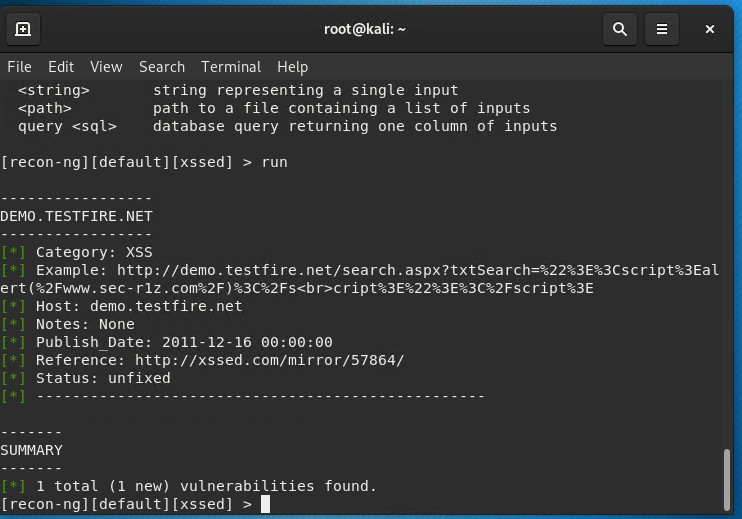 root@kali: ~
File Edit View Search Terminal Help
<string> string representing a single input
<path> path to a file containing a list of inputs
query <sql> database query returning one column of inputs
[recon-ng][default][xssed] > run
-----------------
DEMO.TESTFIRE.NET
-----------------
[*] Category: XSS
[*] Example: http://demo.testfire.net/search.aspx?txtSearch=%22%3E%3Cscript%3Eal
ert(%2Fwww.sec-r1z.com%2F)%3C%2Fs<br>cript%3E%22%3E%3C%2Fscript%3E
[*] Host: demo.testfire.net
[*] Notes: None
[*] Publish_Date: 2011-12-16 00:00:00
[*] Reference: http://xssed.com/mirror/57864/
[*] Status: unfixed
[*] --------------------------------------------------
-------
SUMMARY
-------
[*] 1 total (1 new) vulnerabilities found.
[recon-ng][default][xssed] >